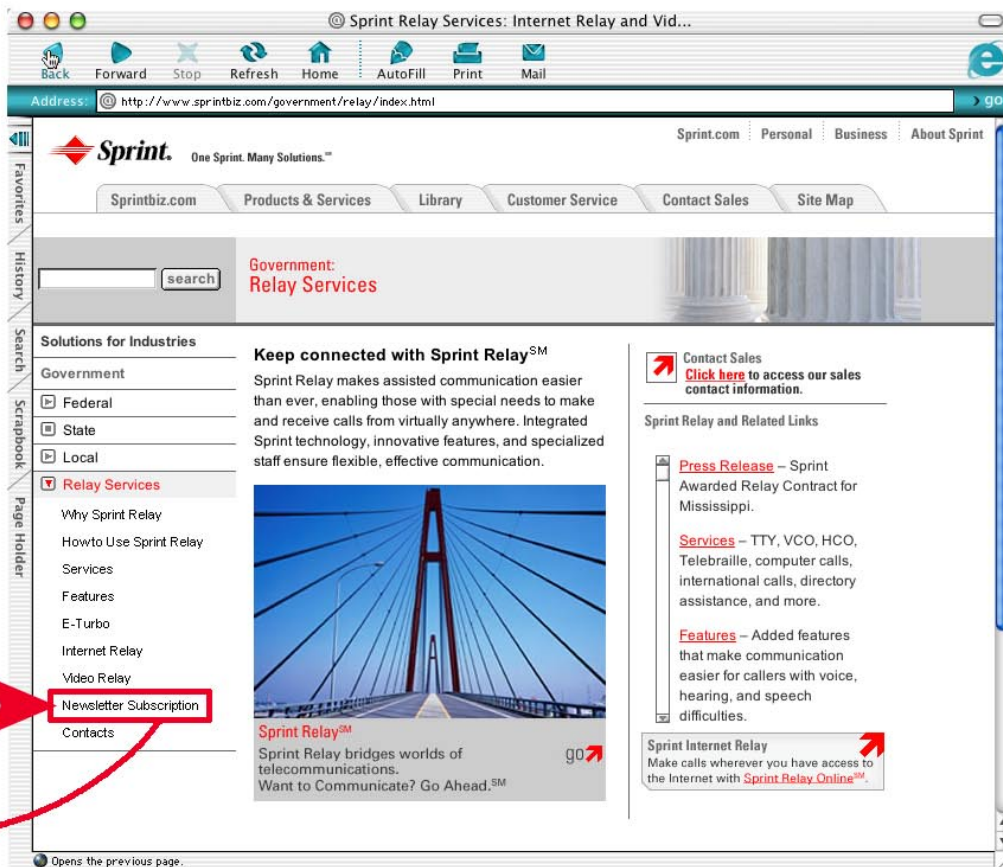 @ Sprint Relay Services: Internet Relay and Vid...
Back Forward Stop Refresh Home AutoFill Print Mail
Address: @ http://www.sprintbiz.com/government/relay/index.html go
Favorites
History
Search
Scrapbook
Page Holder
Sprint.com Personal Business About Sprint
Sprint. One Sprint. Many Solutions.℠
Sprintbiz.com Products & Services Library Customer Service Contact Sales Site Map
search
Government:
Relay Services
Solutions for Industries
Government
Federal
State
Local
Relay Services
Why Sprint Relay
Howto Use Sprint Relay
Services
Features
E-Turbo
Internet Relay
Video Relay
Newsletter Subscription
Contacts
Keep connected with Sprint Relay℠
Sprint Relay makes assisted communication easier
than ever, enabling those with special needs to make
and receive calls from virtually anywhere. Integrated
Sprint technology, innovative features, and specialized
staff ensure flexible, effective communication.
Sprint Relay℠
Sprint Relay bridges worlds of
telecommunications.
Want to Communicate? Go Ahead.℠
go
Contact Sales
Click here to access our sales
contact information.
Sprint Relay and Related Links
Press Release – Sprint
Awarded Relay Contract for
Mississippi.
Services – TTY, VCO, HCO,
Telebraille, computer calls,
international calls, directory
assistance, and more.
Features – Added features
that make communication
easier for callers with voice,
hearing, and speech
difficulties.
Sprint Internet Relay
Make calls wherever you have access to
the Internet with Sprint Relay Online℠.
Opens the previous page.